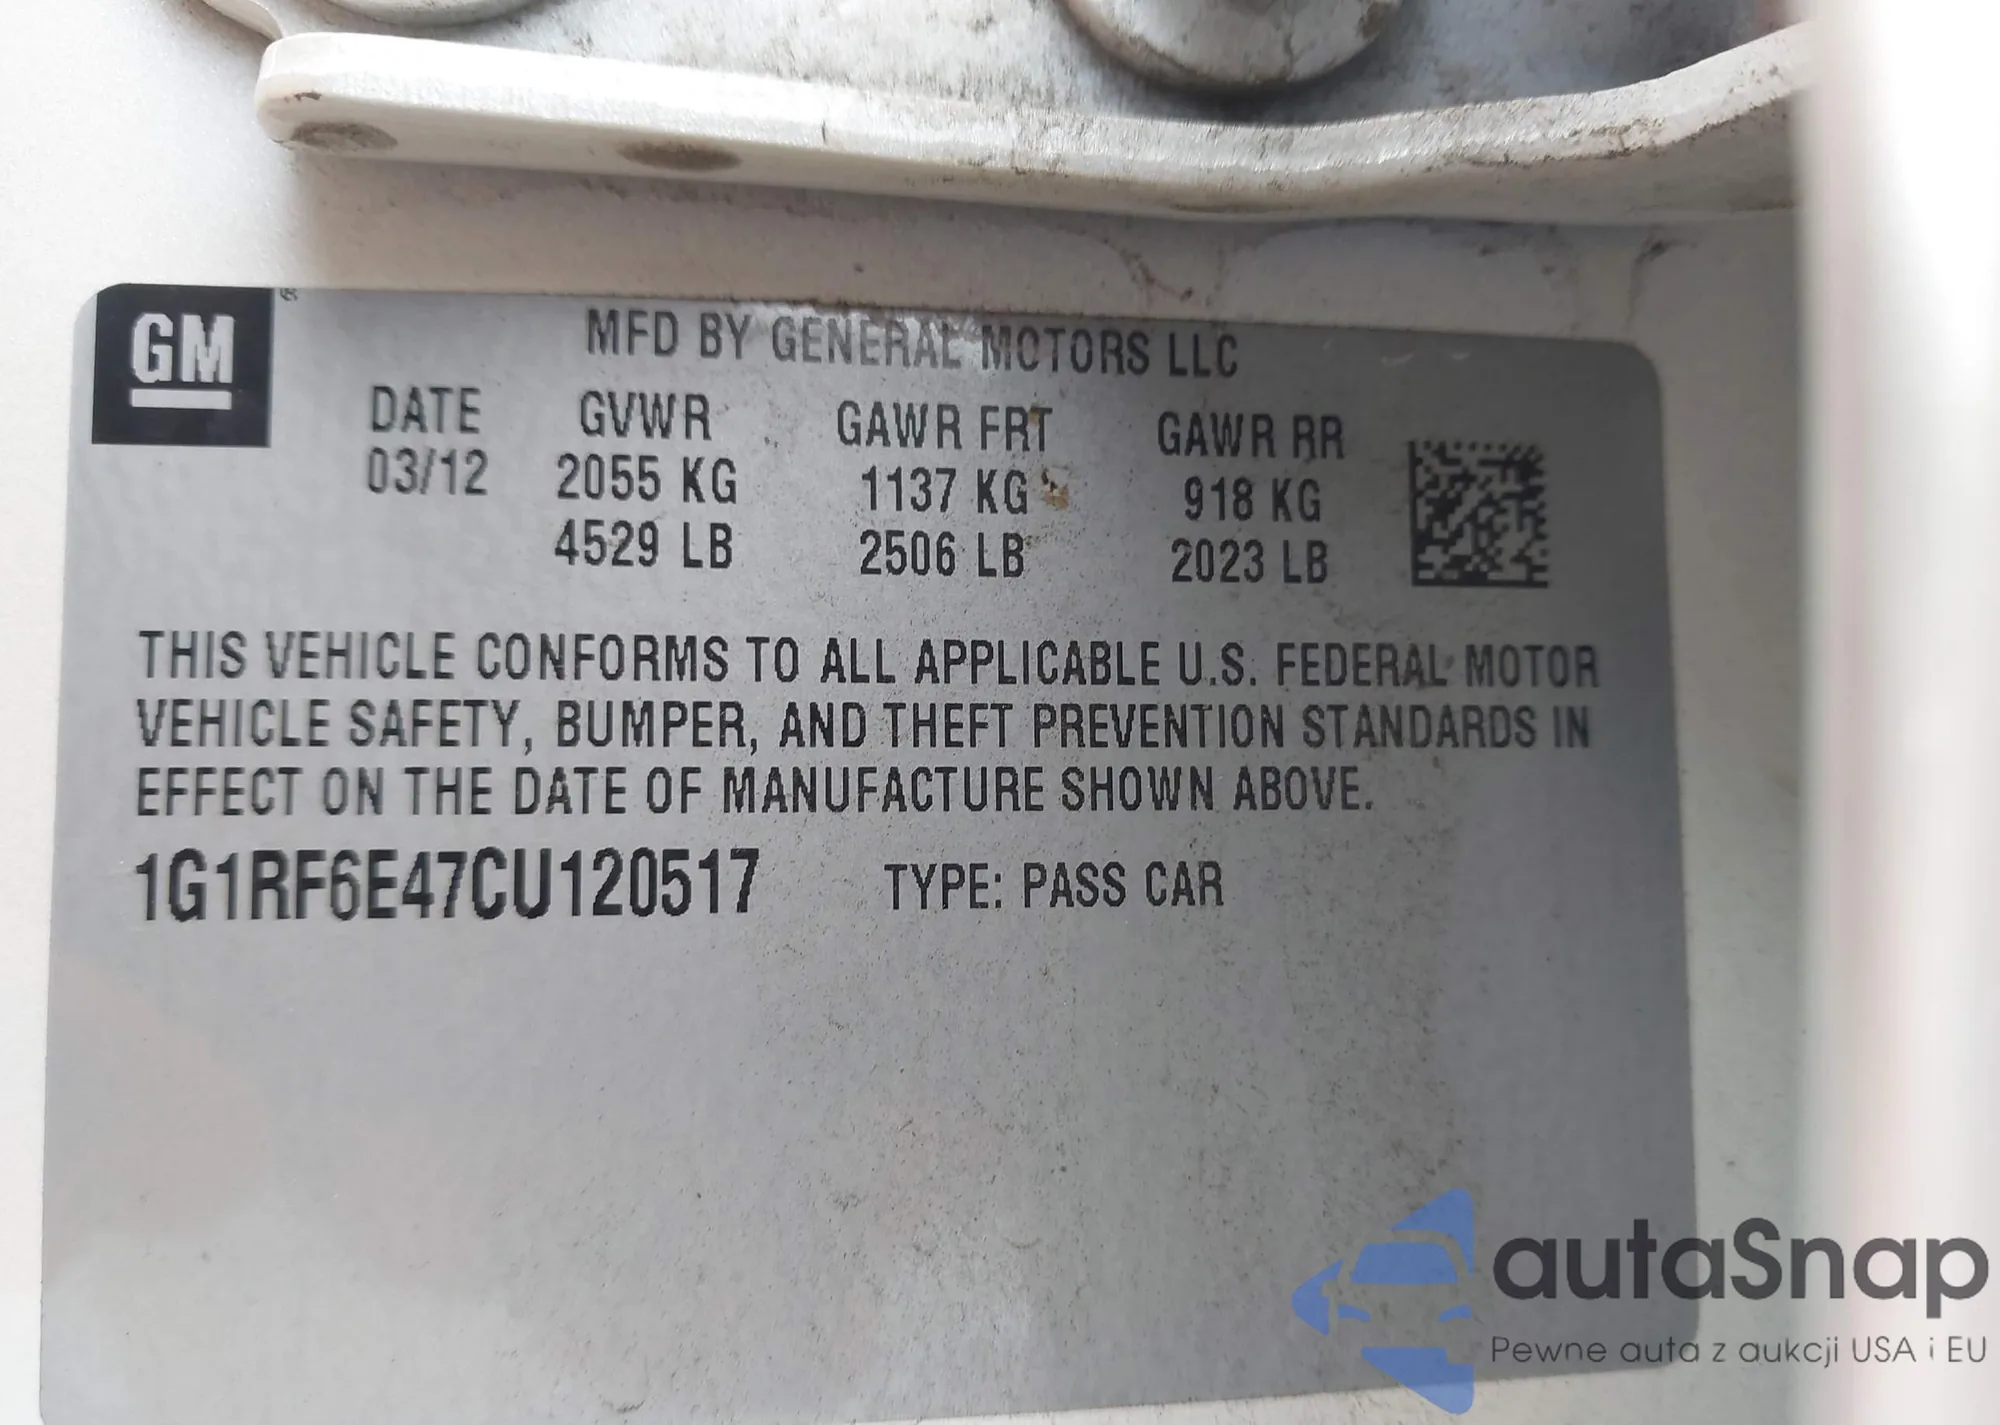 GM ®
MFD BY GENERAL MOTORS LLC
DATE GVWR GAWR FRT GAWR RR
03/12 2055 KG 1137 KG 918 KG
4529 LB 2506 LB 2023 LB
THIS VEHICLE CONFORMS TO ALL APPLICABLE U.S. FEDERAL MOTOR
VEHICLE SAFETY, BUMPER, AND THEFT PREVENTION STANDARDS IN
EFFECT ON THE DATE OF MANUFACTURE SHOWN ABOVE.
1G1RF6E47CU120517 TYPE: PASS CAR
autaSnap
Pewne auta z aukcji USA i EU